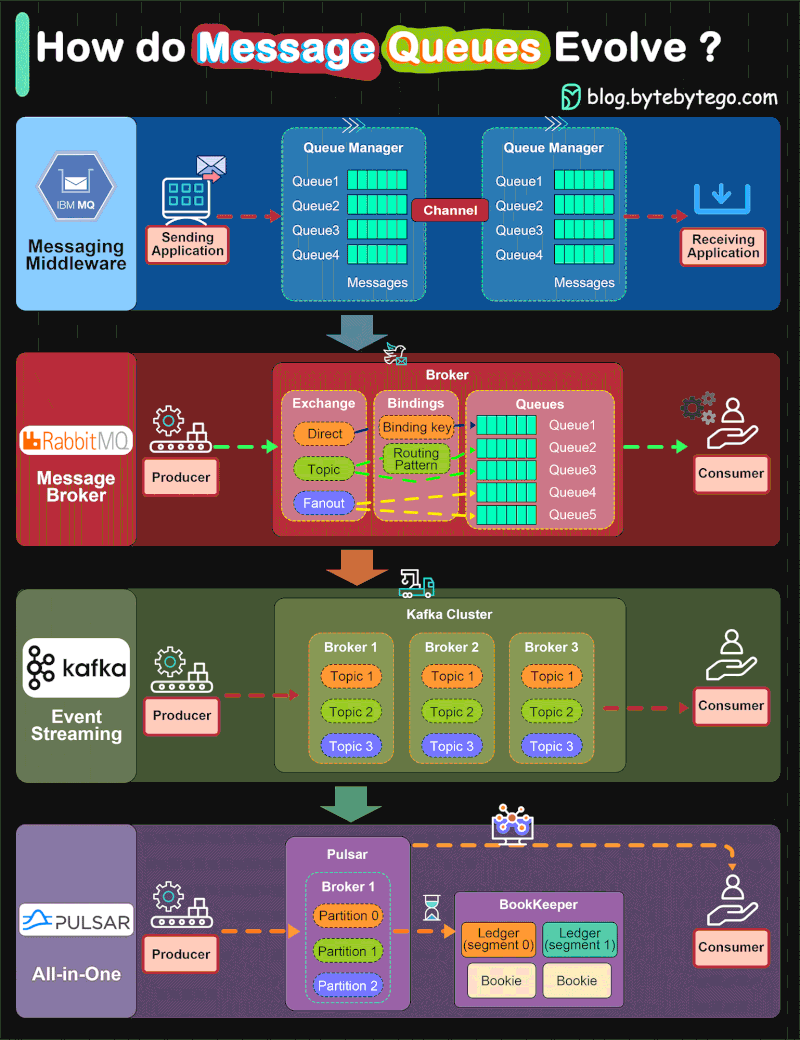 How do Message Queues Evolve ?
blog.bytebytego.com
IBM MQ
Messaging
Middleware
Sending
Application
Queue Manager
Queue1
Queue2
Queue3
Queue4
Messages
Channel
Queue Manager
Queue1
Queue2
Queue3
Queue4
Messages
Receiving
Application
RabbitMQ
Message
Broker
Producer
Broker
Exchange
Direct
Topic
Fanout
Bindings
Binding key
Routing
Pattern
Queues
Queue1
Queue2
Queue3
Queue4
Queue5
Consumer
kafka
Event
Streaming
Producer
Kafka Cluster
Broker 1
Topic 1
Topic 2
Topic 3
Broker 2
Topic 1
Topic 2
Topic 3
Broker 3
Topic 1
Topic 2
Topic 3
Consumer
PULSAR
All-in-One
Producer
Pulsar
Broker 1
Partition 0
Partition 1
Partition 2
BookKeeper
Ledger
(segment 0)
Ledger
(segment 1)
Bookie
Bookie
Consumer